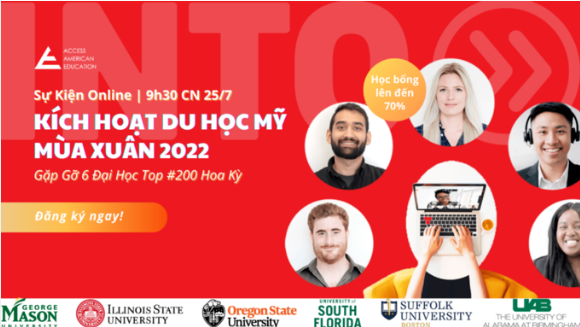 INTO
ACCESS
AMERICAN
EDUCATION
Sự Kiện Online | 9h30 CN 25/7
KÍCH HOẠT DU HỌC MỸ
MÙA XUÂN 2022
Gặp Gỡ 6 Đại Học Top #200 Hoa Kỳ
Học bổng
lên đến
70%
Đăng ký ngay!
GEORGE
MASON
UNIVERSITY
ILLINOIS STATE
UNIVERSITY
Oregon State
University
UNIVERSITY OF
SOUTH
FLORIDA
SUFFOLK
UNIVERSITY
BOSTON
UAB
THE UNIVERSITY OF
ALABAMA AT BIRMINGHAM